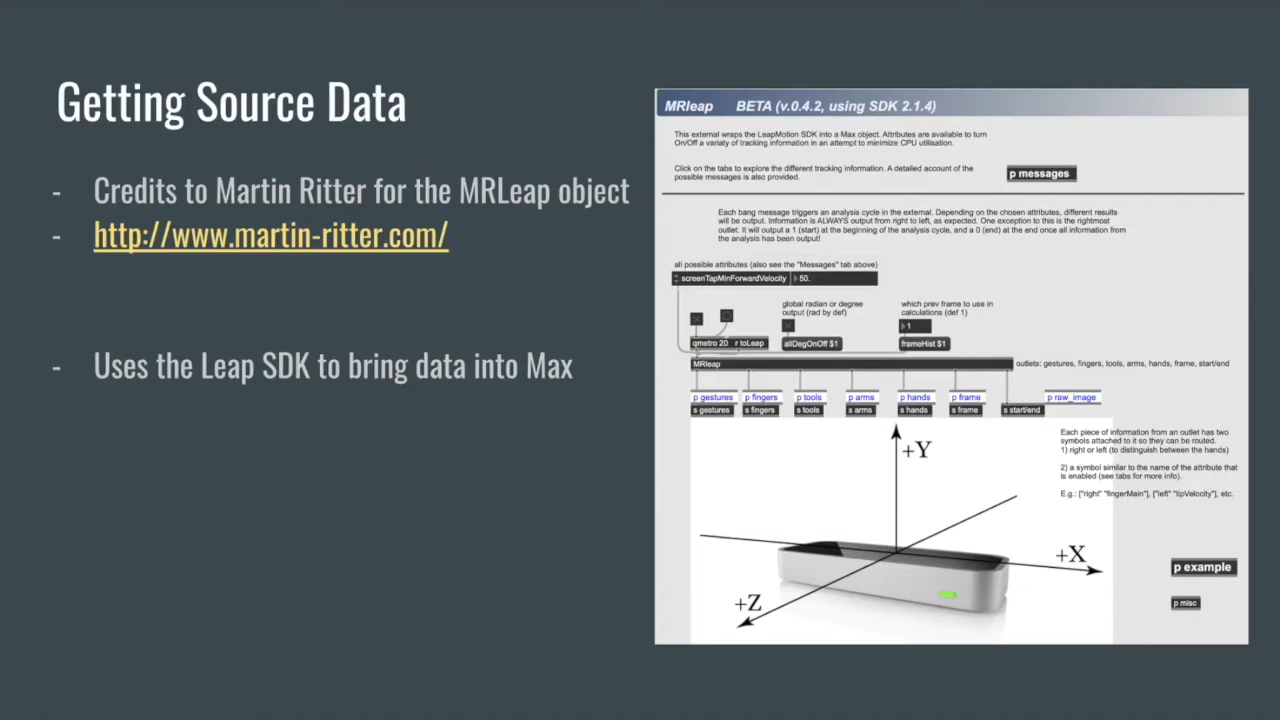 Getting Source Data
- Credits to Martin Ritter for the MRLeap object
- http://www.martin-ritter.com/
- Uses the Leap SDK to bring data into Max
MRleap BETA (v.0.4.2, using SDK 2.1.4)
This external wraps the LeapMotion SDK into a Max object. Attributes are available to turn
On/Off a variaty of tracking information in an attempt to minimize CPU utilisation.
Click on the tabs to explore the different tracking information. A detailed account of the
possible messages is also provided.
p messages
Each bang message triggers an analysis cycle in the external. Depending on the chosen attributes, different results
will be output. Information is ALWAYS output from right to left, as expected. One exception to this is the rightmost
outlet. It will output a 1 (start) at the beginning of the analysis cycle, and a 0 (end) at the end once all information from
the analysis has been output!
all possible attributes (also see the "Messages" tab above)
screenTapMinForwardVelocity 50.
global radian or degree
output (rad by def)
which prev frame to use in
calculations (def 1)
1
qmetro 20 r toLeap allDegOnOff $1 frameHist $1
MRleap
outlets: gestures, fingers, tools, arms, hands, frame, start/end
p gestures p fingers p tools p arms p hands p frame p raw_image
s gestures s fingers s tools s arms s hands s frame s start/end
Each piece of information from an outlet has two
symbols attached to it so they can be routed.
1) right or left (to distinguish between the hands)
2) a symbol similar to the name of the attribute that
is enabled (see tabs for more info).
E.g.: ["right" "fingerMain"], ["left" "tipVelocity"], etc.
+Y
+X
+Z
p example
p misc